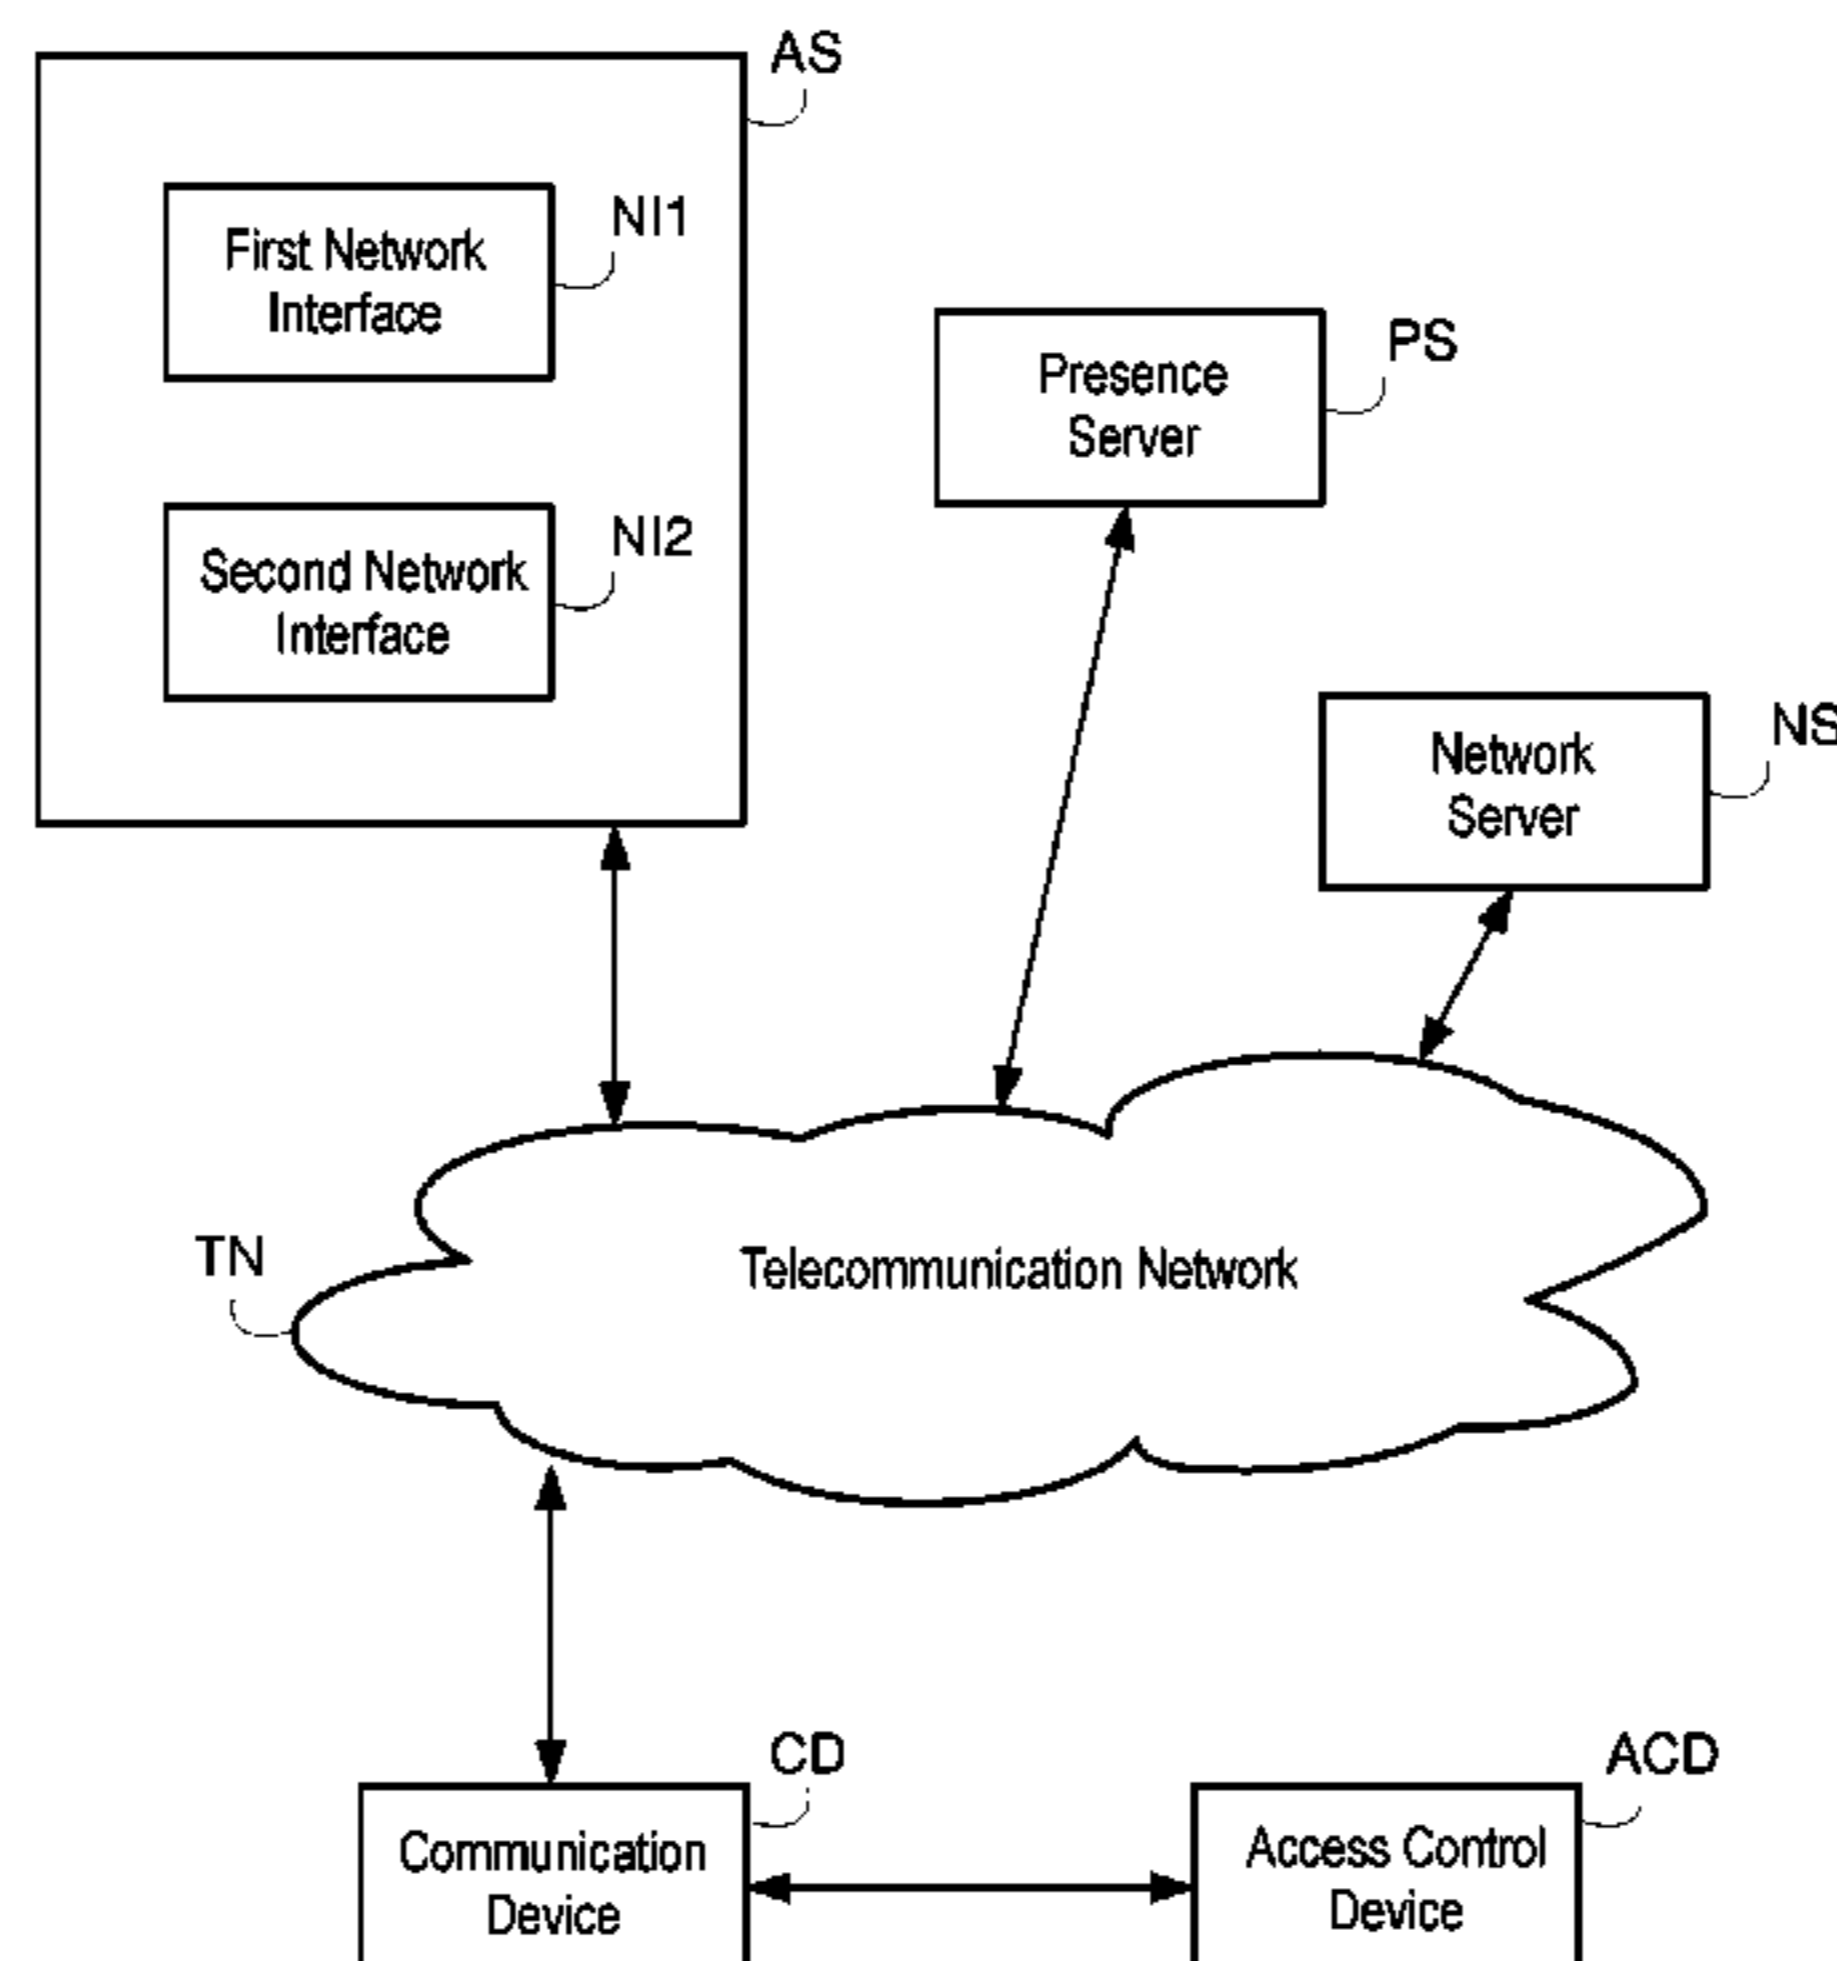 AS
First Network
Interface
NI1
Second Network
Interface
NI2
Presence
Server
PS
Network
Server
NS
TN
Telecommunication Network
CD
Communication
Device
ACD
Access Control
Device